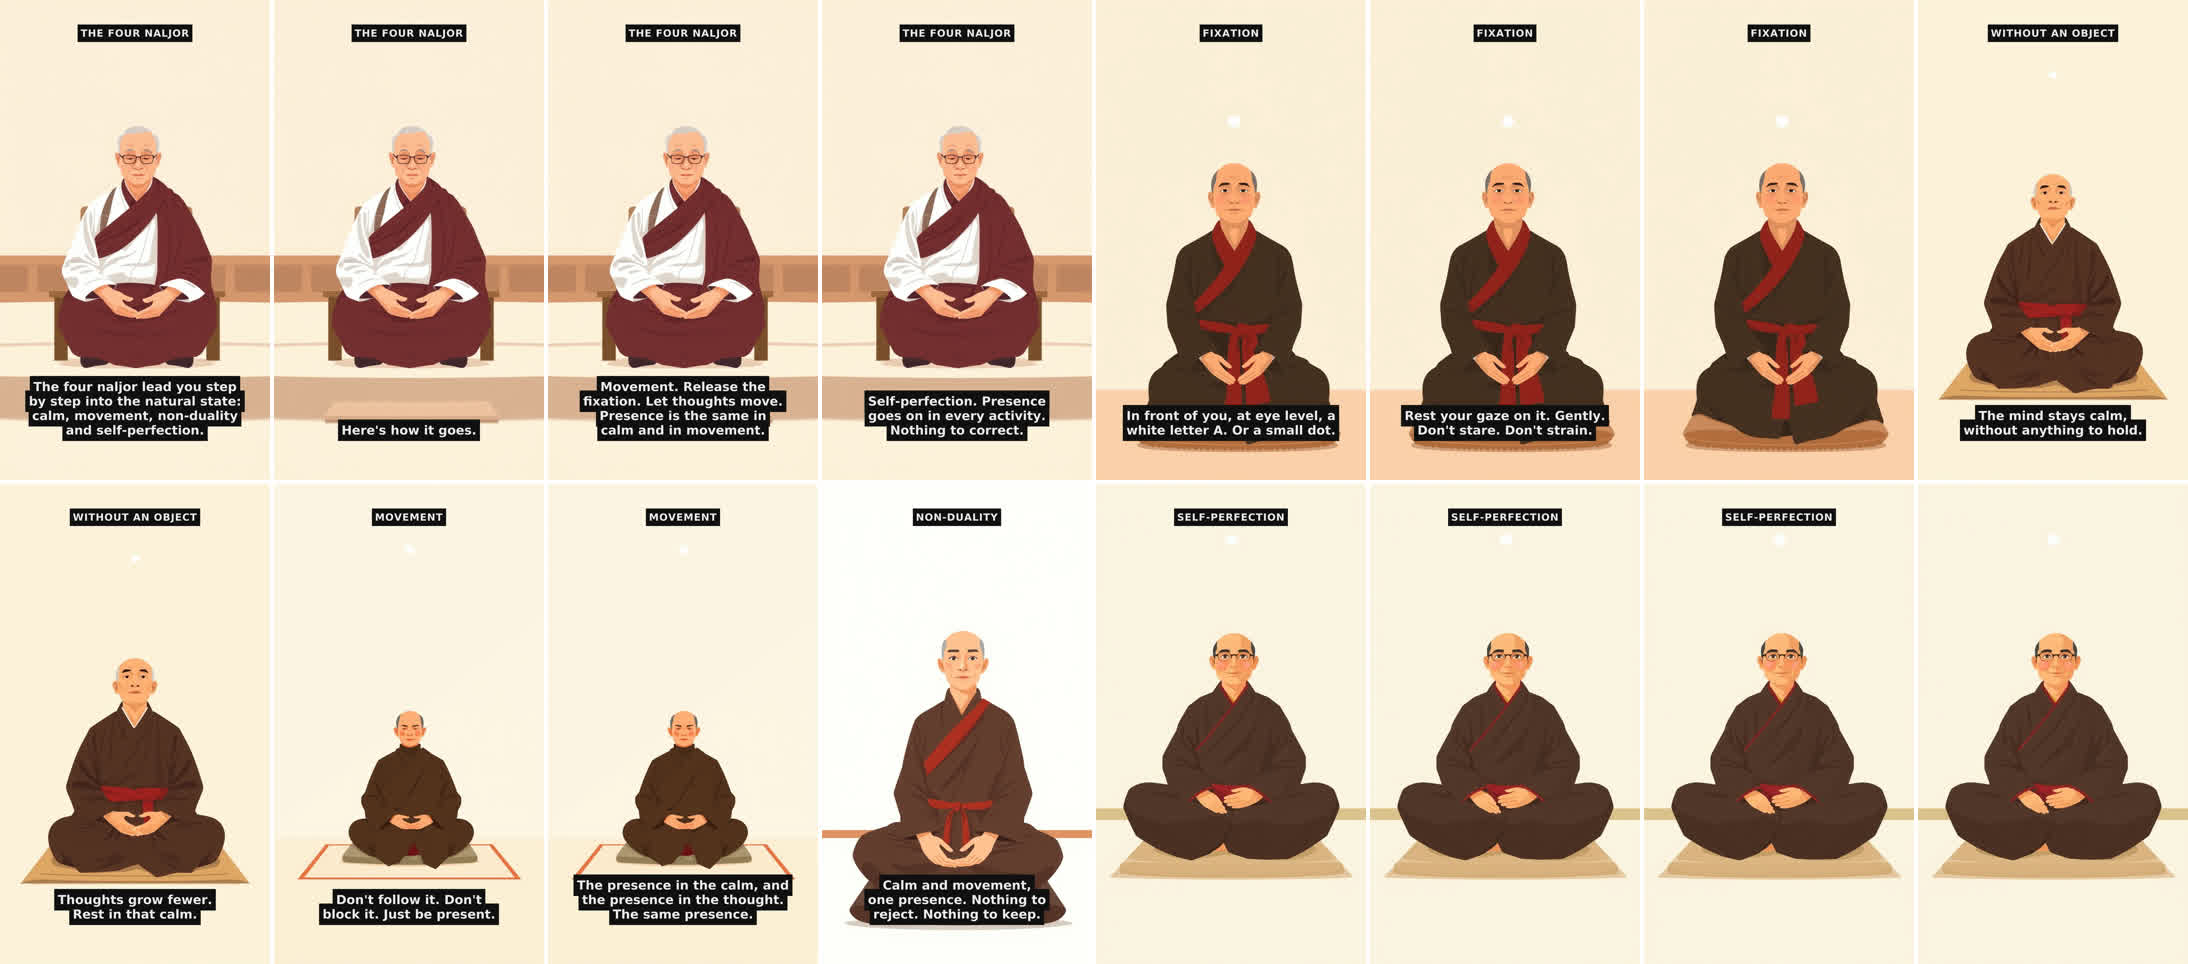 THE FOUR NALJOR
The four naljor lead you step
by step into the natural state:
calm, movement, non-duality
and self-perfection.
THE FOUR NALJOR
Here's how it goes.
THE FOUR NALJOR
Movement. Release the
fixation. Let thoughts move.
Presence is the same in
calm and in movement.
THE FOUR NALJOR
Self-perfection. Presence
goes on in every activity.
Nothing to correct.
FIXATION
In front of you, at eye level, a
white letter A. Or a small dot.
FIXATION
Rest your gaze on it. Gently.
Don't stare. Don't strain.
FIXATION
WITHOUT AN OBJECT
The mind stays calm,
without anything to hold.
WITHOUT AN OBJECT
Thoughts grow fewer.
Rest in that calm.
MOVEMENT
Don't follow it. Don't
block it. Just be present.
MOVEMENT
The presence in the calm, and
the presence in the thought.
The same presence.
NON-DUALITY
Calm and movement,
one presence. Nothing to
reject. Nothing to keep.
SELF-PERFECTION
SELF-PERFECTION
SELF-PERFECTION